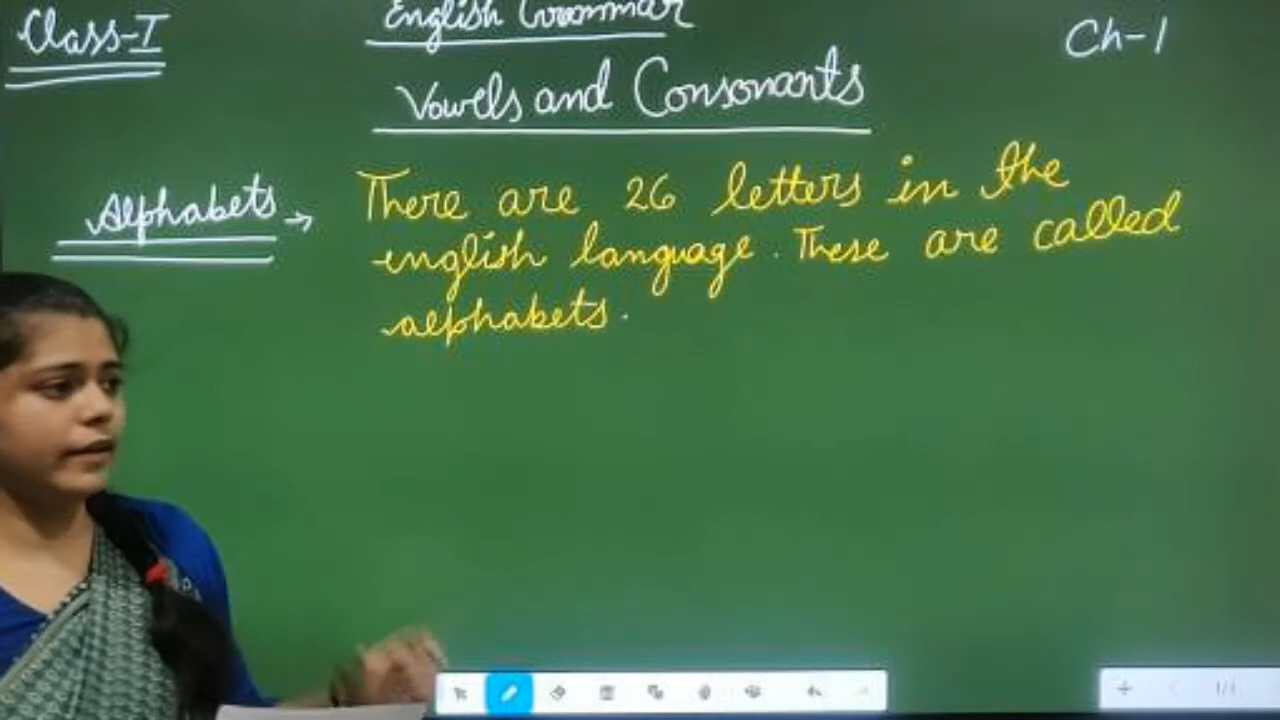 Class-I
English Grammar
Ch-1
Vowels and Consonants
Alphabets → There are 26 letters in the
english language. These are called
alphabets.
1/1